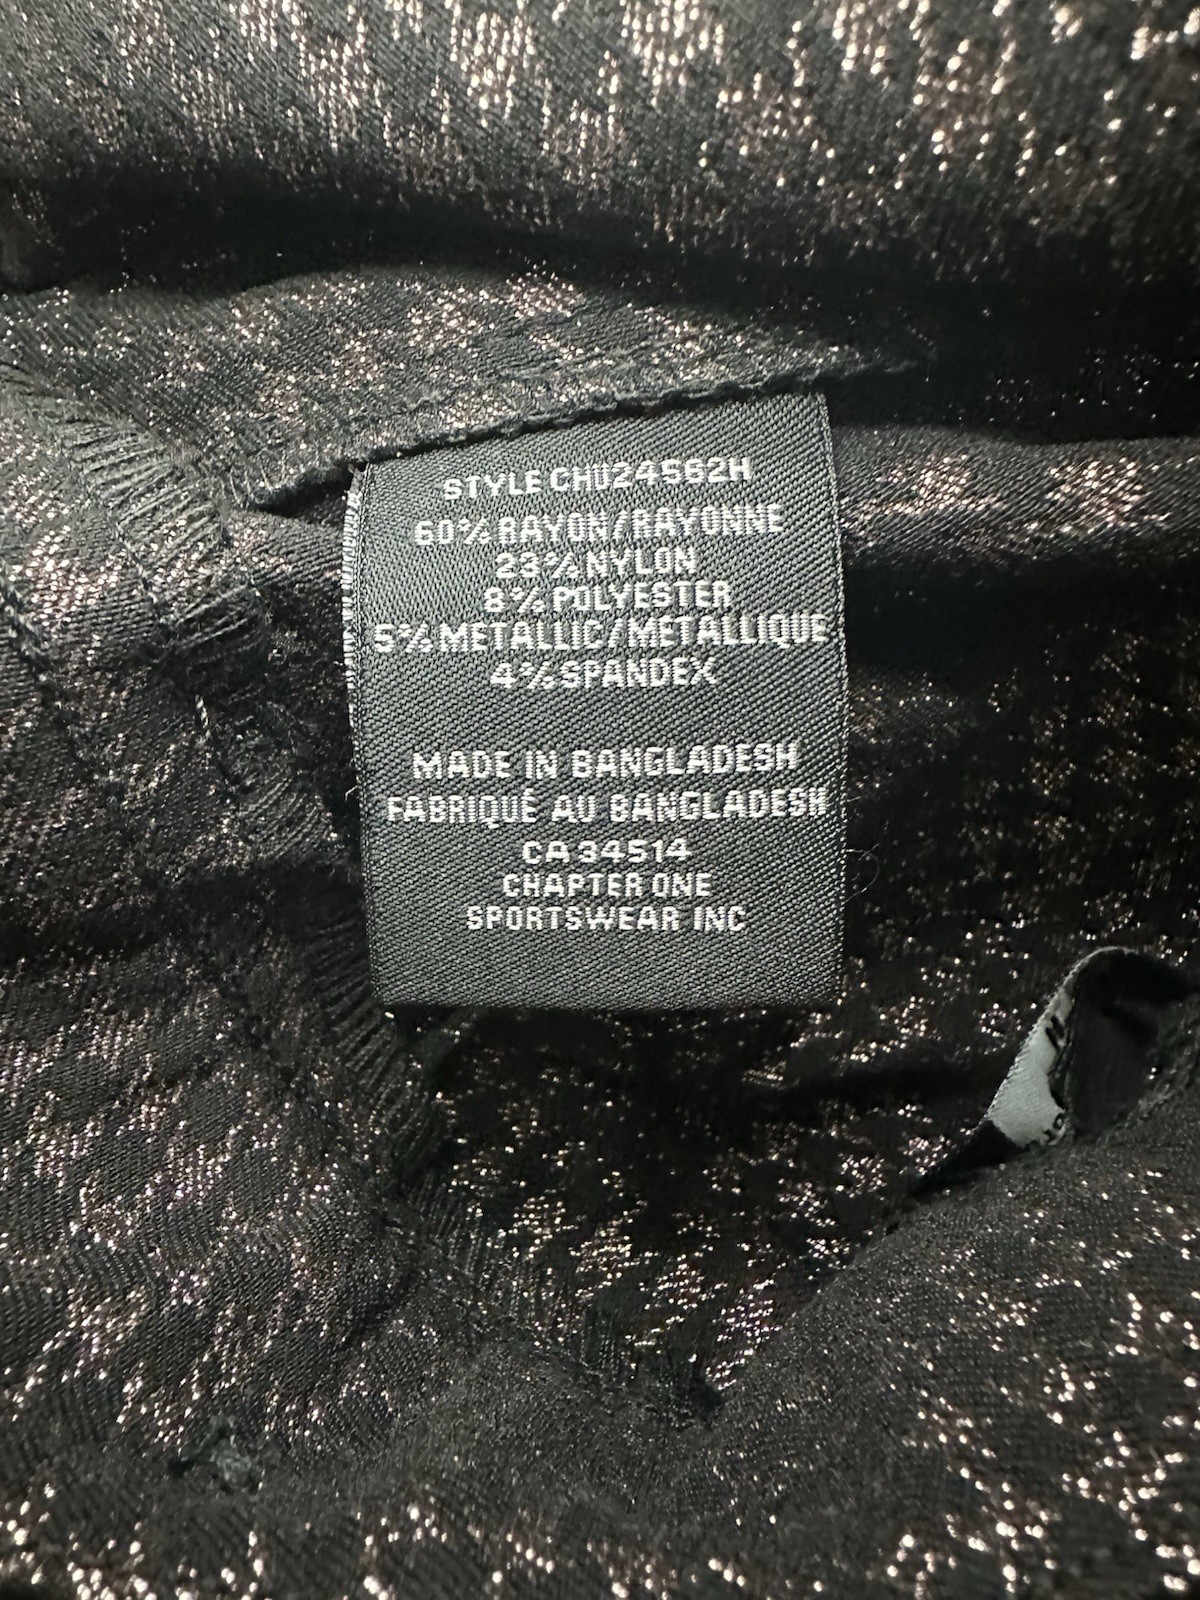 STYLE CHU24562H
60% RAYON/RAYONNE
23% NYLON
8% POLYESTER
5% METALLIC/METALLIQUE
4% SPANDEX
MADE IN BANGLADESH
FABRIQUÉ AU BANGLADESH
CA 34514
CHAPTER ONE
SPORTSWEAR INC